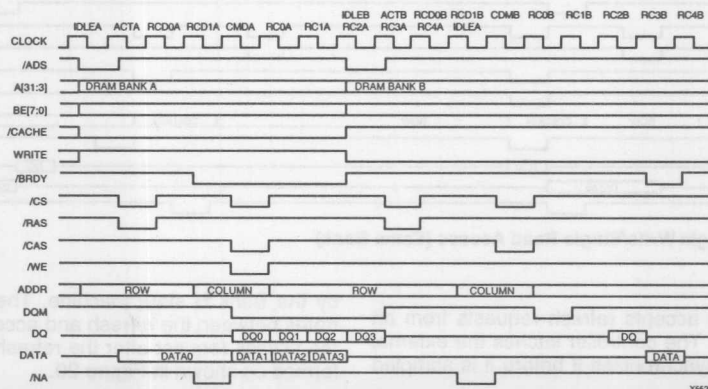 IDLEB ACTB RCD0B RCD1B CDMB RC0B RC1B RC2B RC3B RC4B
IDLEA ACTA RCD0A RCD1A CMDA RC0A RC1A RC2A RC3A RC4A IDLEA
CLOCK
/ADS
A[31:3] DRAM BANK A DRAM BANK B
BE[7:0]
/CACHE
WRITE
/BRDY
/CS
/RAS
/CAS
/WE
ADDR ROW COLUMN ROW COLUMN
DQM
DQ DQ0 DQ1 DQ2 DQ3 DQ
DATA DATA0 DATA1 DATA2 DATA3 DATA
/NA